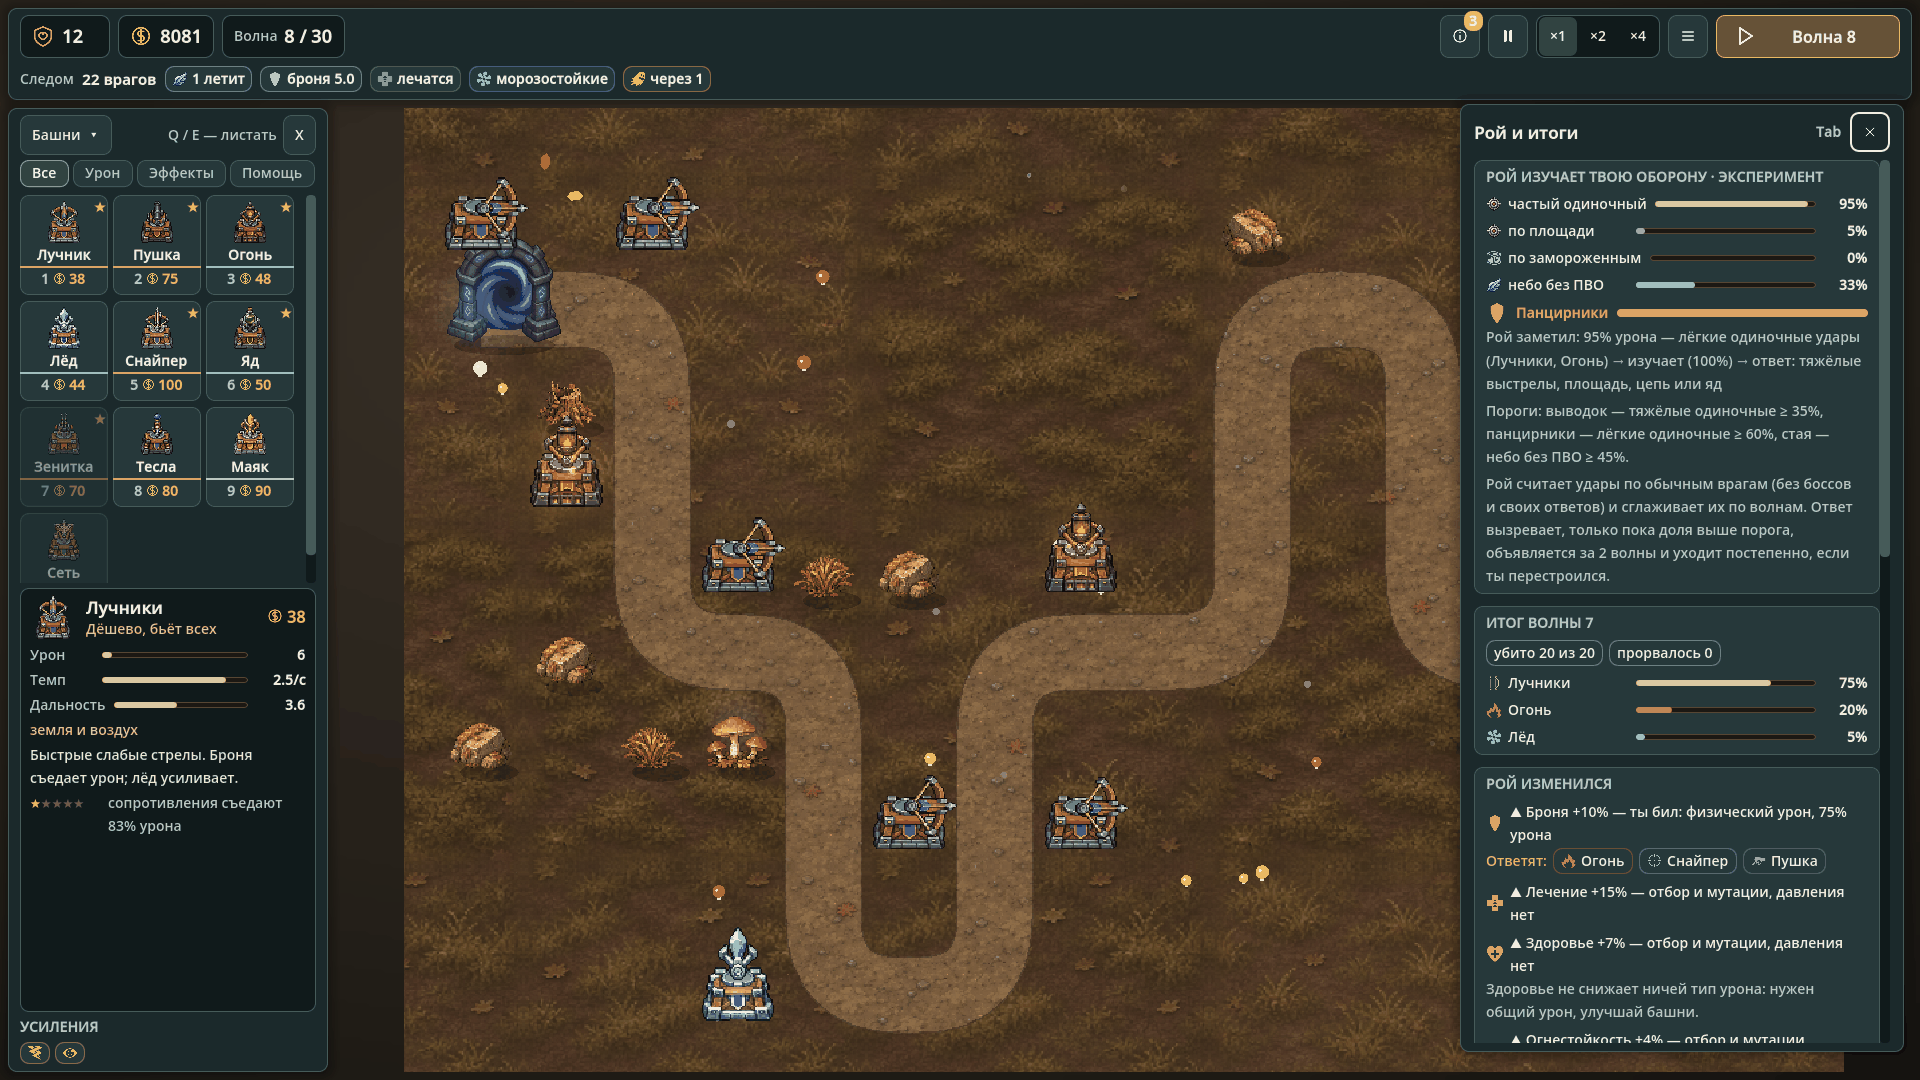 12
8081
Волна 8 / 30
3
×1
×2
×4
Волна 8
Следом 22 врагов
1 летит
броня 5.0
лечатся
морозостойкие
через 1
Башни
Q / E — листать
X
Все
Урон
Эффекты
Помощь
Лучник
1 38
Пушка
2 75
Огонь
3 48
Лёд
4 44
Снайпер
5 100
Яд
6 50
Зенитка
7 70
Тесла
8 80
Маяк
9 90
Сеть
Лучники
Дёшево, бьёт всех
38
Урон 6
Темп 2.5/с
Дальность 3.6
земля и воздух
Быстрые слабые стрелы. Броня
съедает урон; лёд усиливает.
★★★★★ сопротивления съедают
83% урона
УСИЛЕНИЯ
Рой и итоги
Tab
РОЙ ИЗУЧАЕТ ТВОЮ ОБОРОНУ · ЭКСПЕРИМЕНТ
частый одиночный 95%
по площади 5%
по замороженным 0%
небо без ПВО 33%
Панцирники
Рой заметил: 95% урона — лёгкие одиночные удары
(Лучники, Огонь) → изучает (100%) → ответ: тяжёлые
выстрелы, площадь, цепь или яд
Пороги: выводок — тяжёлые одиночные ≥ 35%,
панцирники — лёгкие одиночные ≥ 60%, стая —
небо без ПВО ≥ 45%.
Рой считает удары по обычным врагам (без боссов
и своих ответов) и сглаживает их по волнам. Ответ
вызревает, только пока доля выше порога,
объявляется за 2 волны и уходит постепенно, если
ты перестроился.
ИТОГ ВОЛНЫ 7
убито 20 из 20
прорвалось 0
Лучники 75%
Огонь 20%
Лёд 5%
РОЙ ИЗМЕНИЛСЯ
▲ Броня +10% — ты бил: физический урон, 75%
урона
Ответят: Огонь Снайпер Пушка
▲ Лечение +15% — отбор и мутации, давления
нет
▲ Здоровье +7% — отбор и мутации, давления
нет
Здоровье не снижает ничей тип урона: нужен
общий урон, улучшай башни.
▲ Огнестойкость +4% — отбор и мутации